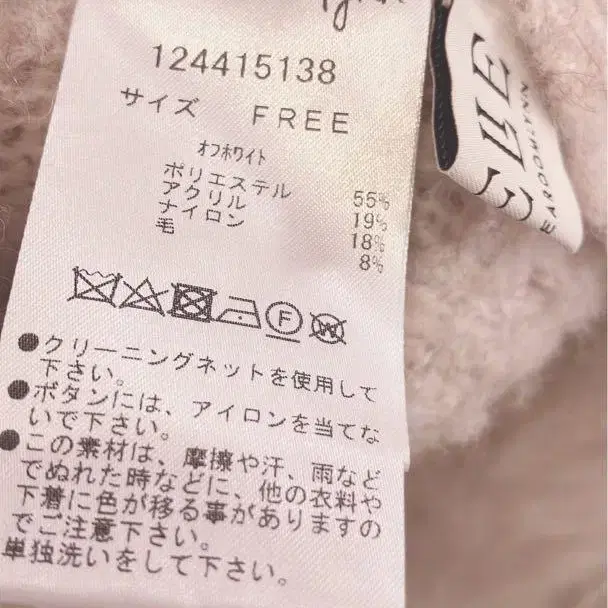 124415138
サイズ FREE
オフホワイト
ポリエステル 55%
アクリル 19%
ナイロン 18%
毛 8%
F
W
●クリーニングネットを使用して
下さい。
●ボタンには、アイロンを当てな
いで下さい。
●この素材は、摩擦や汗、雨など
でぬれた時などに、他の衣料や
下着に色が移る事がありますの
でご注意下さい。
単独洗いをして下さい。